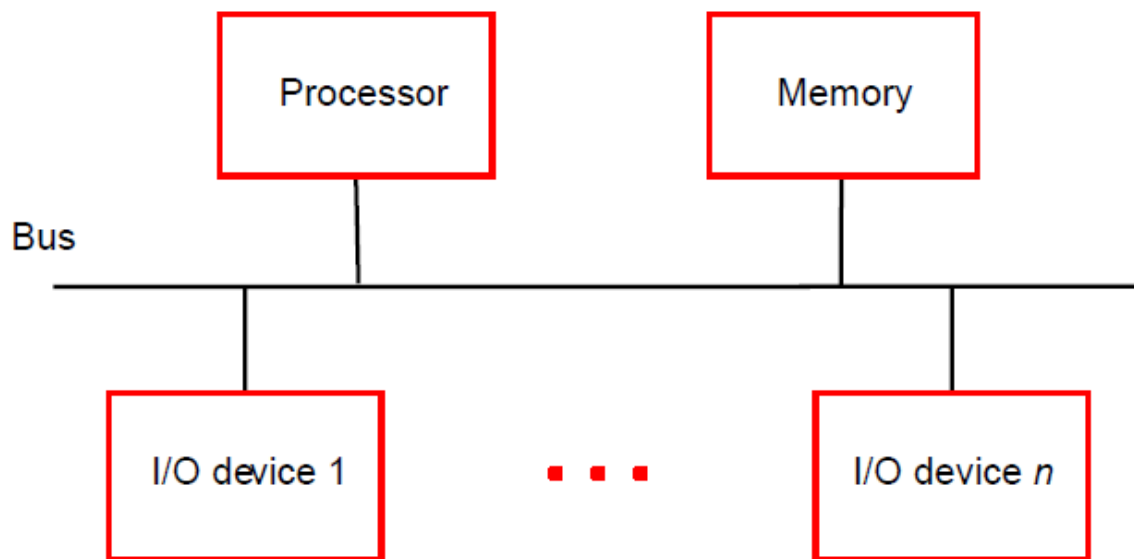 Processor
Memory
Bus
I/O device 1
I/O device n